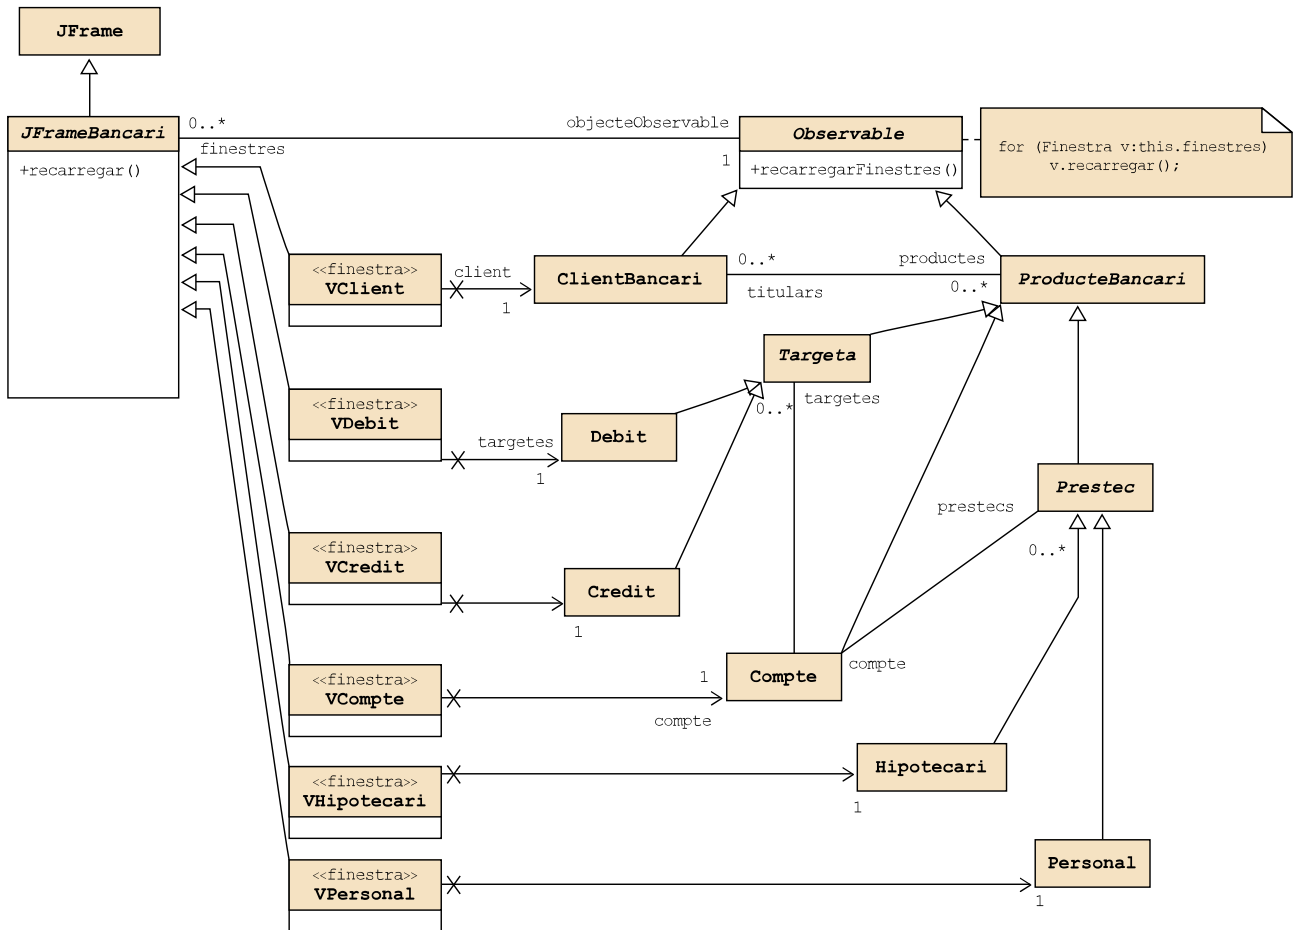 JFrame
JFrameBancari
+recarregar()
0..*
finestres
objecteObservable
1
Observable
+recarregarFinestres()
for (Finestra v:this.finestres)
v.recarregar();
<<finestra>>
VClient
client
1
ClientBancari
0..*
titulars
productes
0..*
ProducteBancari
Targeta
0..*
targetes
<<finestra>>
VDebit
targetes
1
Debit
Prestec
prestecs
0..*
<<finestra>>
VCredit
1
Credit
<<finestra>>
VCompte
1
compte
Compte
compte
<<finestra>>
VHipotecari
1
Hipotecari
<<finestra>>
VPersonal
1
Personal